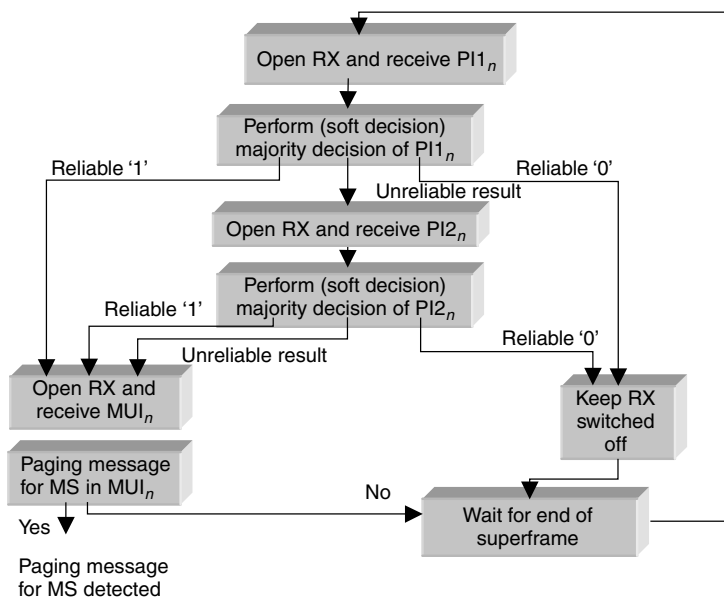 Open RX and receive PI1n
Perform (soft decision)
majority decision of PI1n
Reliable ‘1’
Reliable ‘0’
Unreliable result
Open RX and receive PI2n
Perform (soft decision)
majority decision of PI2n
Reliable ‘1’
Reliable ‘0’
Unreliable result
Open RX and
receive MUIn
Keep RX
switched
off
Paging message
for MS in MUIn
No
Yes
Wait for end of
superframe
Paging message
for MS detected